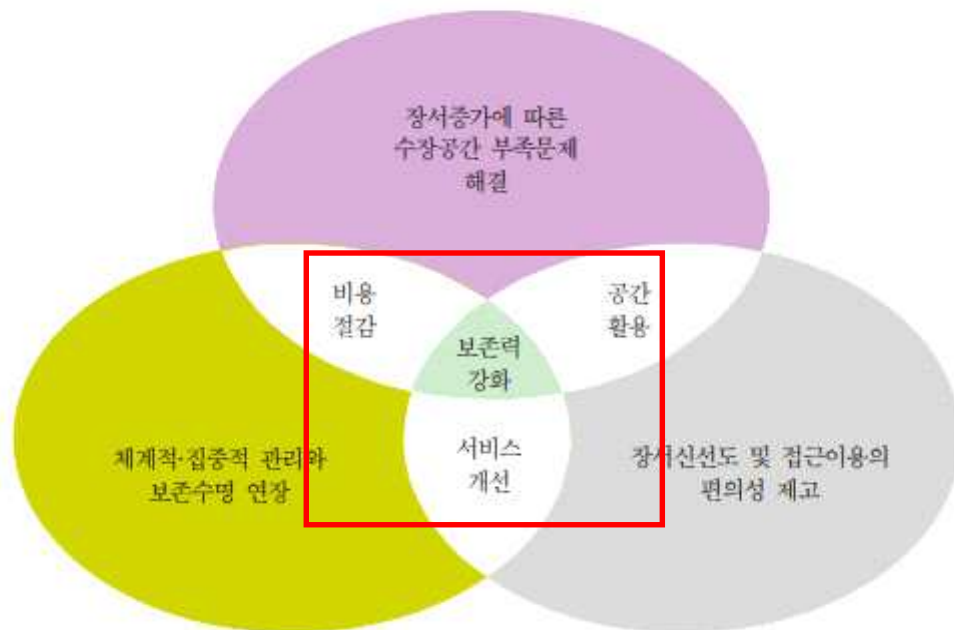 장서증가에 따른
수장공간 부족문제
해결
비용
절감
공간
활용
보존력
강화
서비스
개선
체계적·집중적 관리와
보존수명 연장
장서신선도 및 접근이용의
편의성 제고